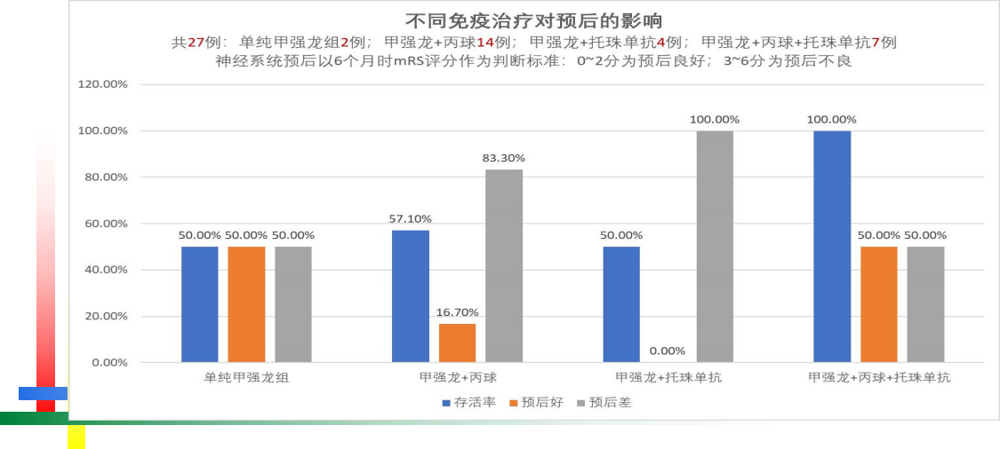 不同免疫治疗对预后的影响
共27例：单纯甲强龙组2例；甲强龙+丙球14例；甲强龙+托珠单抗4例；甲强龙+丙球+托珠单抗7例
神经系统预后以6个月时mRS评分作为判断标准：0~2分为预后良好；3~6分为预后不良
120.00%
100.00%
80.00%
60.00%
40.00%
20.00%
0.00%
50.00% 50.00% 50.00%
57.10%
16.70%
83.30%
50.00%
0.00%
100.00%
100.00%
50.00% 50.00%
单纯甲强龙组
甲强龙+丙球
甲强龙+托珠单抗
甲强龙+丙球+托珠单抗
存活率 预后好 预后差